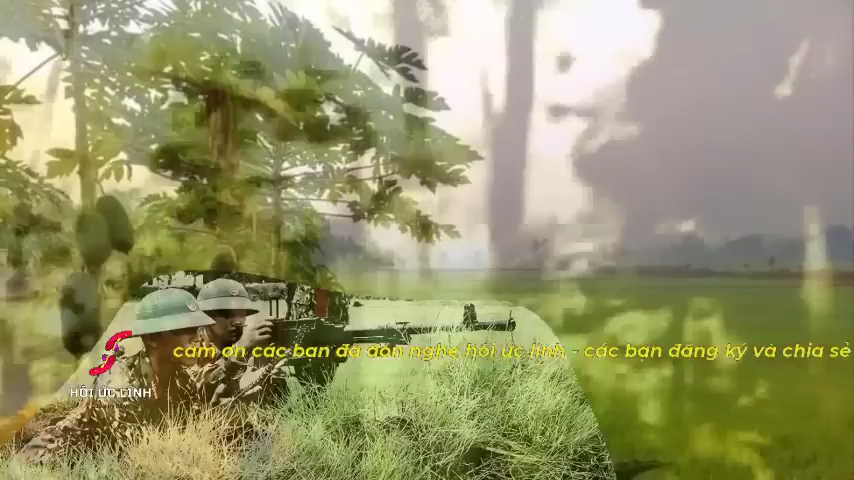 cảm ơn các bạn đã đón nghe hồi ức lính - các bạn đăng ký và chia sẻ
HỒI ỨC LÍNH